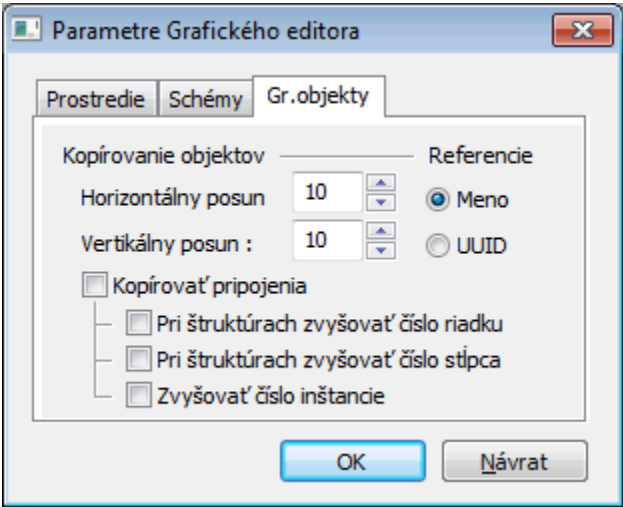 Parametre Grafického editora
Prostredie Schémy Gr.objekty
Kopírovanie objektov Referencie
Horizontálny posun 10 Meno
Vertikálny posun : 10 UUID
Kopírovať pripojenia
Pri štruktúrach zvyšovať číslo riadku
Pri štruktúrach zvyšovať číslo stĺpca
Zvyšovať číslo inštancie
OK Návrat